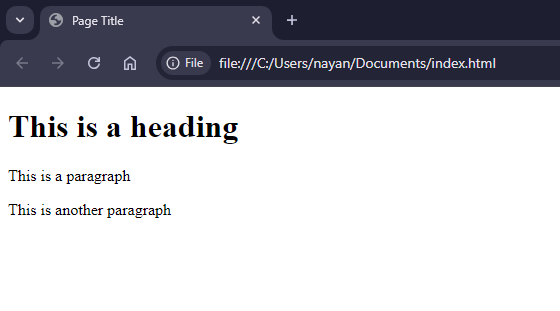 Page Title
File file:///C:/Users/nayan/Documents/index.html
This is a heading
This is a paragraph
This is another paragraph